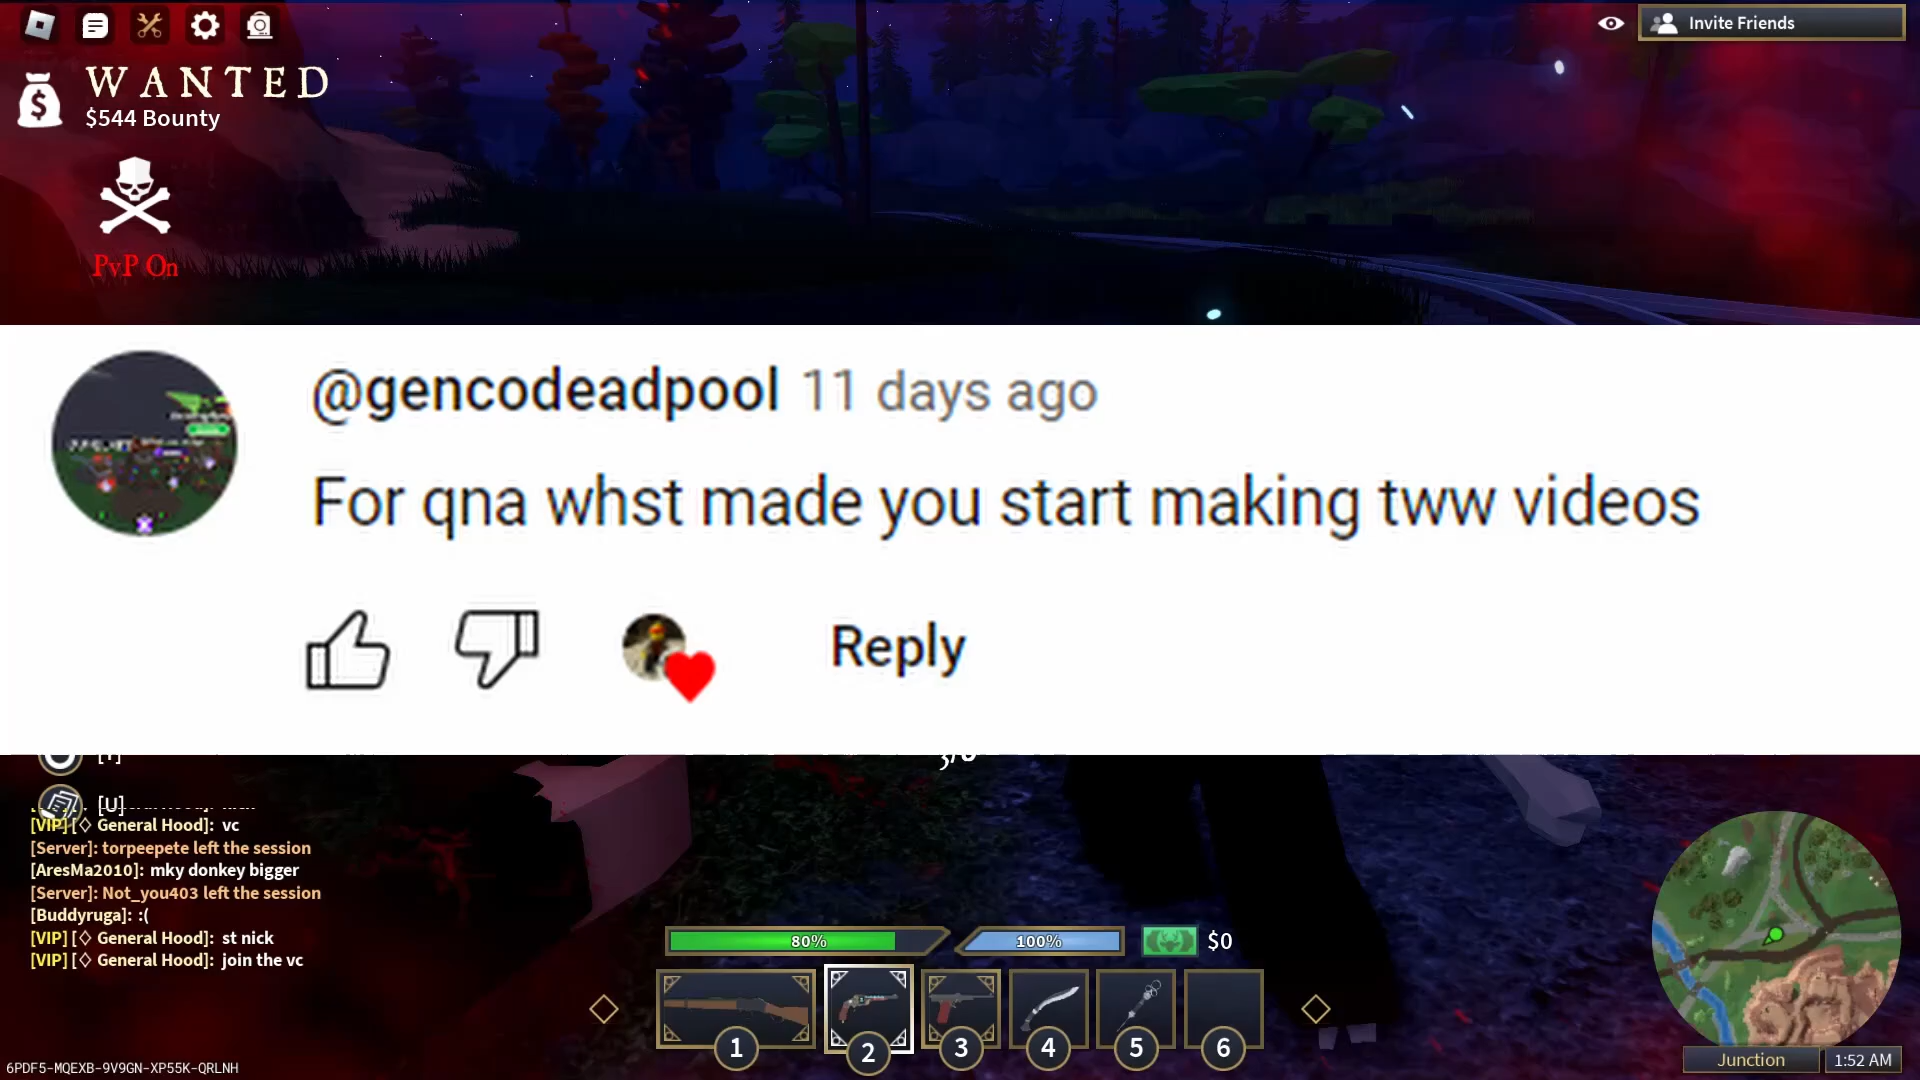 Invite Friends
WANTED
$544 Bounty
PvP On
@gencodeadpool 11 days ago
For qna whst made you start making tww videos
Reply
[U]
[VIP] [♢ General Hood]: vc
[Server]: torpeepete left the session
[AresMa2010]: mky donkey bigger
[Server]: Not_you403 left the session
[Buddyruga]: :(
[VIP] [♢ General Hood]: st nick
[VIP] [♢ General Hood]: join the vc
80%
100%
$0
1
2
3
4
5
6
Junction
1:52 AM
6PDF5-MQEXB-9V9GN-XP55K-QRLNH